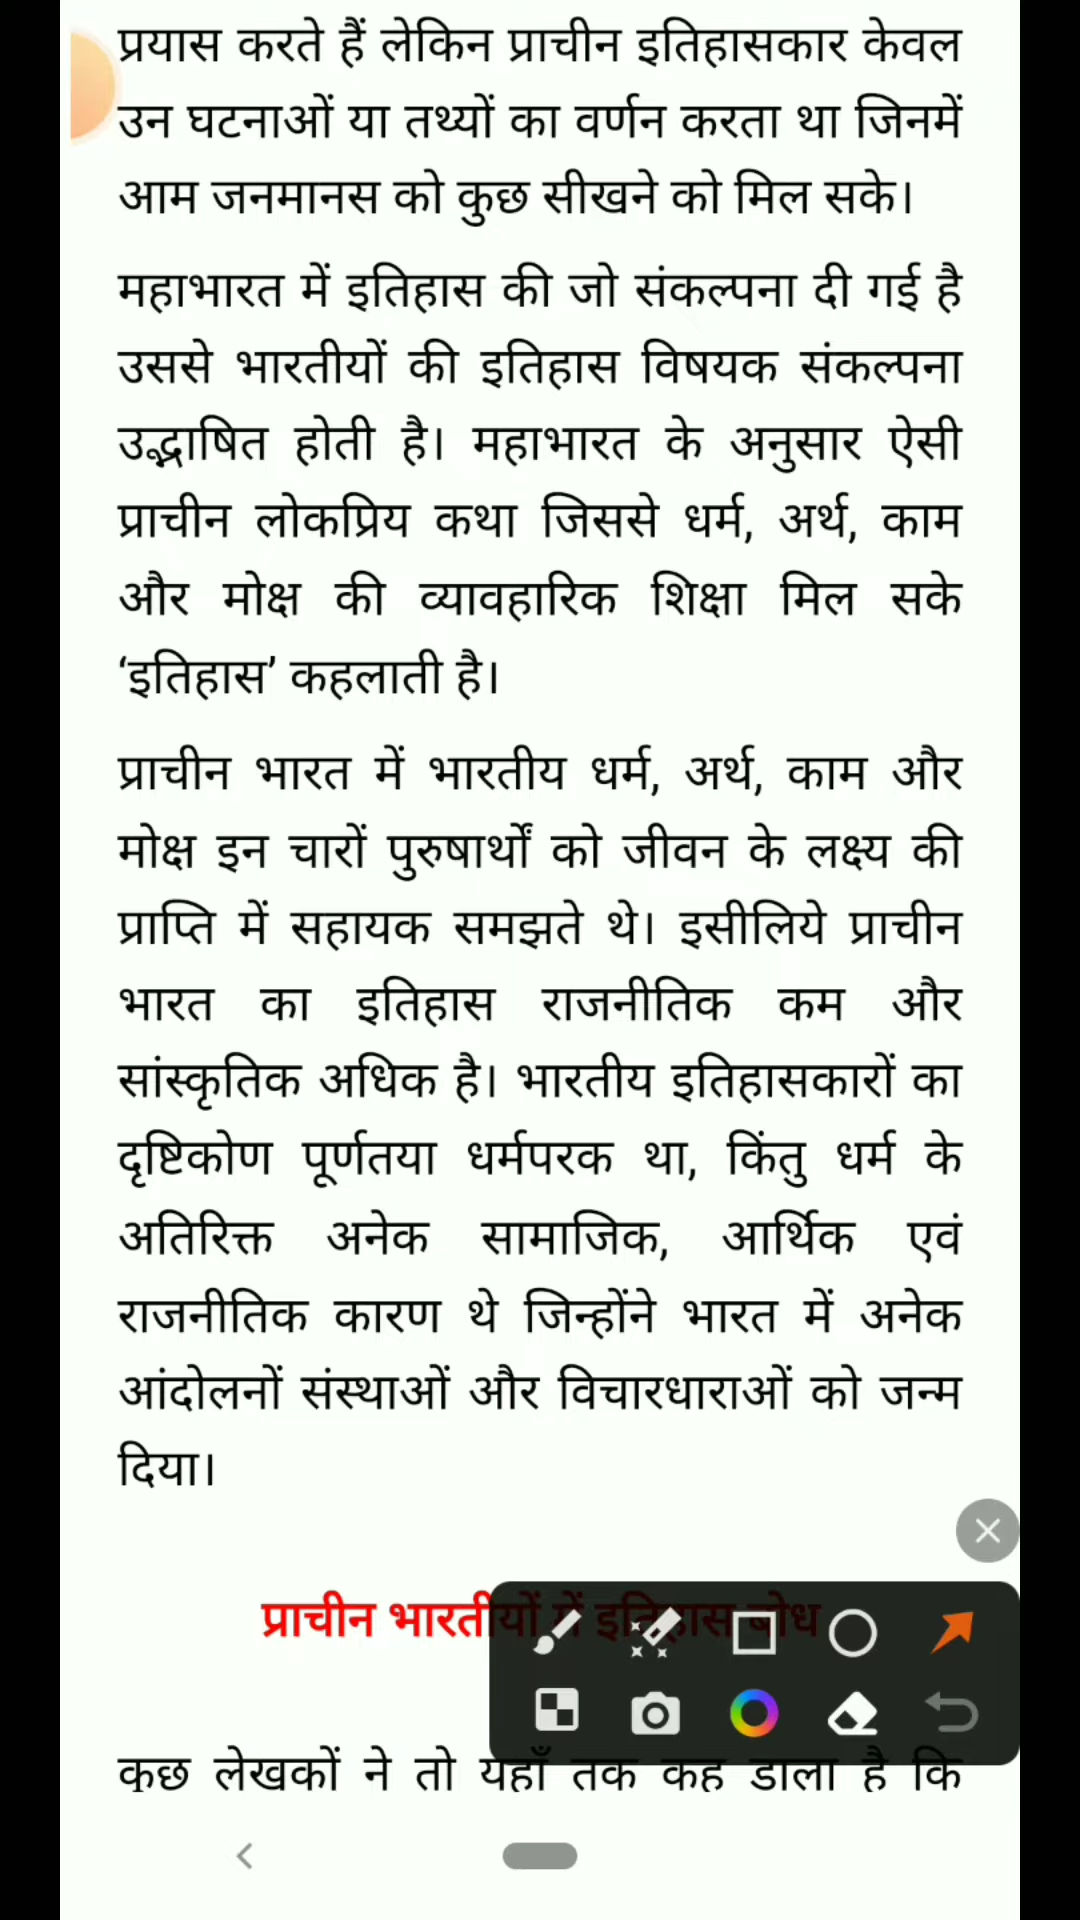 प्रयास करते हैं लेकिन प्राचीन इतिहासकार केवल
उन घटनाओं या तथ्यों का वर्णन करता था जिनमें
आम जनमानस को कुछ सीखने को मिल सके।
महाभारत में इतिहास की जो संकल्पना दी गई है
उससे भारतीयों की इतिहास विषयक संकल्पना
उद्भाषित होती है। महाभारत के अनुसार ऐसी
प्राचीन लोकप्रिय कथा जिससे धर्म, अर्थ, काम
और मोक्ष की व्यावहारिक शिक्षा मिल सके
‘इतिहास’ कहलाती है।
प्राचीन भारत में भारतीय धर्म, अर्थ, काम और
मोक्ष इन चारों पुरुषार्थों को जीवन के लक्ष्य की
प्राप्ति में सहायक समझते थे। इसीलिये प्राचीन
भारत का इतिहास राजनीतिक कम और
सांस्कृतिक अधिक है। भारतीय इतिहासकारों का
दृष्टिकोण पूर्णतया धर्मपरक था, किंतु धर्म के
अतिरिक्त अनेक सामाजिक, आर्थिक एवं
राजनीतिक कारण थे जिन्होंने भारत में अनेक
आंदोलनों संस्थाओं और विचारधाराओं को जन्म
दिया।
प्राचीन भारतीयों में इतिहास बोध
कुछ लेखकों ने तो यहाँ तक कह डाला है कि